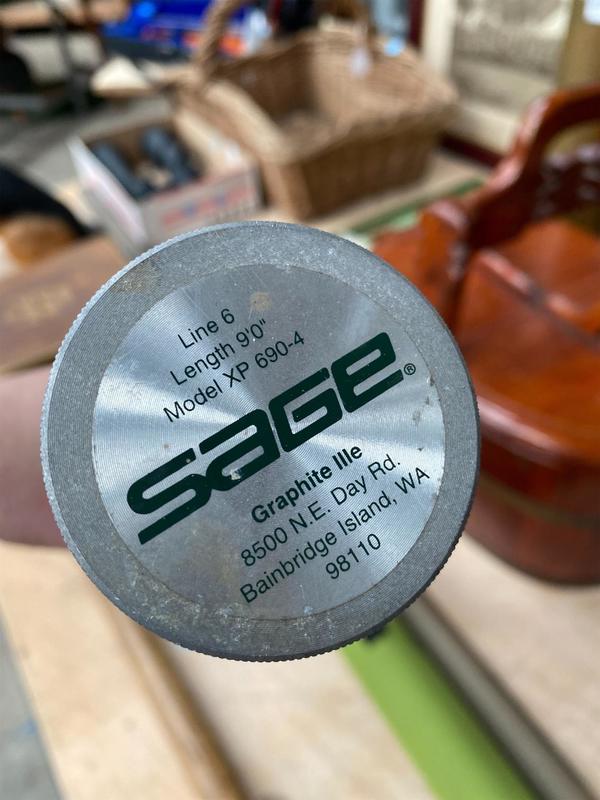 Line 6
Length 9'0"
Model XP 690-4
SAGE®
Graphite IIIe
8500 N.E. Day Rd.
Bainbridge Island, WA
98110